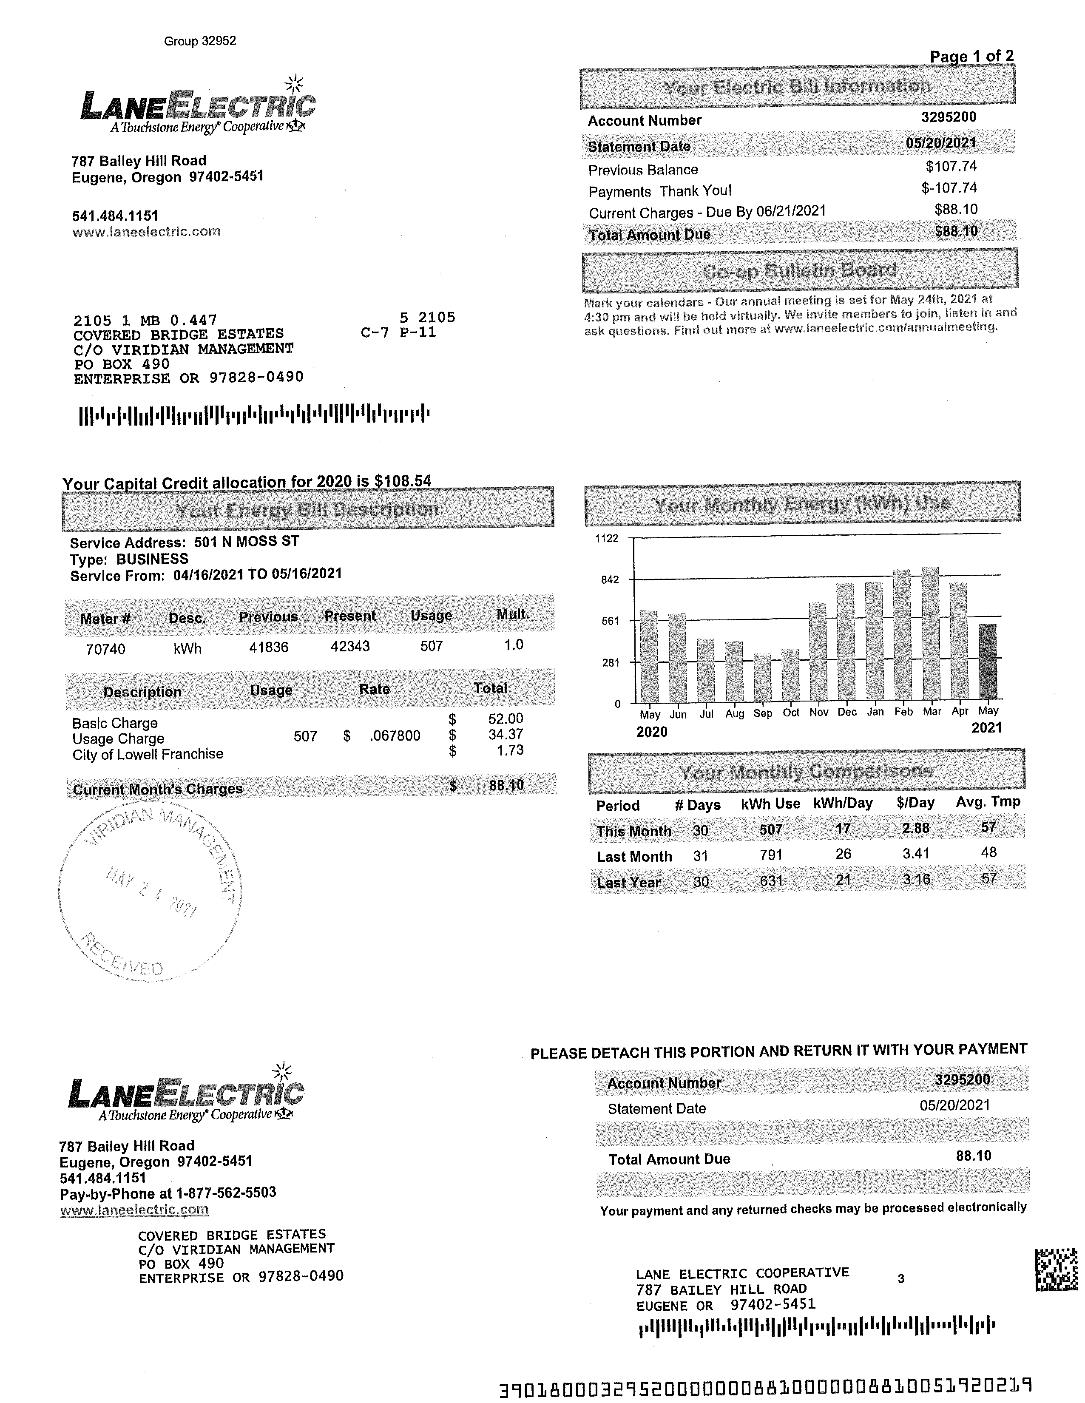 Group 32952
Page 1 of 2
LANEELECTRIC
A Touchstone Energy® Cooperative
787 Bailey Hill Road
Eugene, Oregon 97402-5451
541.484.1151
www.laneelectric.com
Your Electric Bill Information
Account Number 3295200
Statement Date 05/20/2021
Previous Balance $107.74
Payments Thank You! $-107.74
Current Charges - Due By 06/21/2021 $88.10
Total Amount Due $88.10
Co-op Bulletin Board
Mark your calendars - Our annual meeting is set for May 24th, 2021 at
4:30 pm and will be held virtually. We invite members to join, listen in and
ask questions. Find out more at www.laneelectric.com/annualmeeting.
2105 1 MB 0.447 5 2105
COVERED BRIDGE ESTATES C-7 P-11
C/O VIRIDIAN MANAGEMENT
PO BOX 490
ENTERPRISE OR 97828-0490
Your Capital Credit allocation for 2020 is $108.54
Your Energy Bill Description
Service Address: 501 N MOSS ST
Type: BUSINESS
Service From: 04/16/2021 TO 05/16/2021
Meter # Desc. Previous Present Usage Mult.
70740 kWh 41836 42343 507 1.0
Description Usage Rate Total
Basic Charge $ 52.00
Usage Charge 507 $ .067800 $ 34.37
City of Lowell Franchise $ 1.73
Current Month's Charges $ 88.10
VIRIDIAN MANAGEMENT
MAY 24 2021
RECEIVED
Your Monthly Energy (kWh) Use
1122
842
561
281
0
May Jun Jul Aug Sep Oct Nov Dec Jan Feb Mar Apr May
2020 2021
Your Monthly Comparisons
Period # Days kWh Use kWh/Day $/Day Avg. Tmp
This Month 30 507 17 2.88 57
Last Month 31 791 26 3.41 48
Last Year 30 631 21 3.16 57
PLEASE DETACH THIS PORTION AND RETURN IT WITH YOUR PAYMENT
LANEELECTRIC
A Touchstone Energy® Cooperative
787 Bailey Hill Road
Eugene, Oregon 97402-5451
541.484.1151
Pay-by-Phone at 1-877-562-5503
www.laneelectric.com
Account Number 3295200
Statement Date 05/20/2021
Total Amount Due 88.10
Your payment and any returned checks may be processed electronically
COVERED BRIDGE ESTATES
C/O VIRIDIAN MANAGEMENT
PO BOX 490
ENTERPRISE OR 97828-0490
LANE ELECTRIC COOPERATIVE 3
787 BAILEY HILL ROAD
EUGENE OR 97402-5451
390180003295200000008810000008810051920219